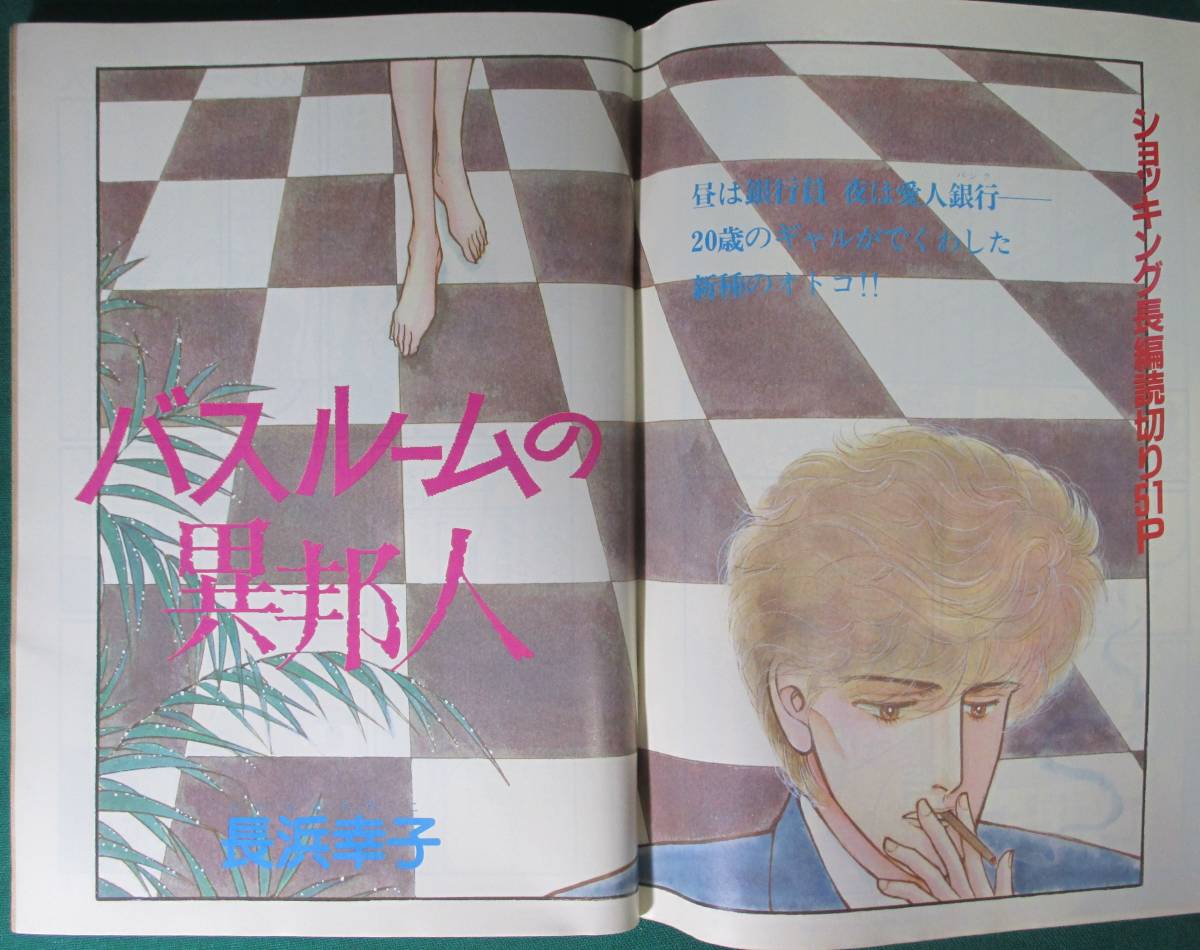 ショッキング長編読切り51P
昼は銀行員 夜は愛人銀行——
バンク
20歳のギャルがでくわした
新種のオトコ!!
バスルームの
異邦人
長浜幸子